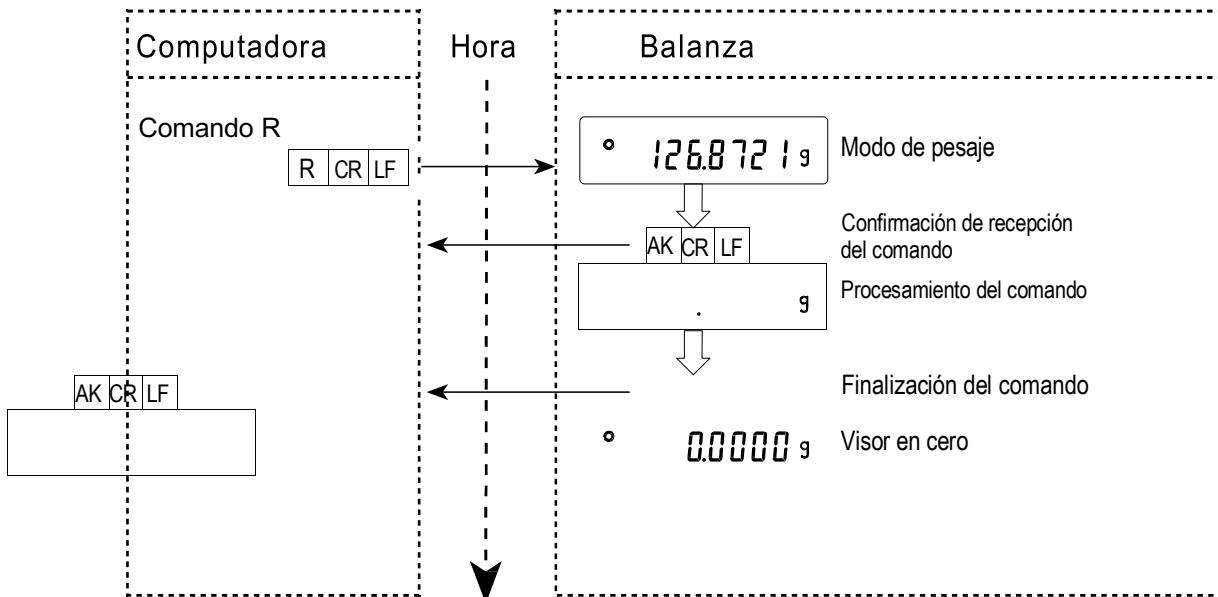 Computadora Hora Balanza
Comando R
R CR LF
126.8721 g Modo de pesaje
AK CR LF
Confirmación de recepción
del comando
. g Procesamiento del comando
AK CR LF
Finalización del comando
0.0000 g Visor en cero